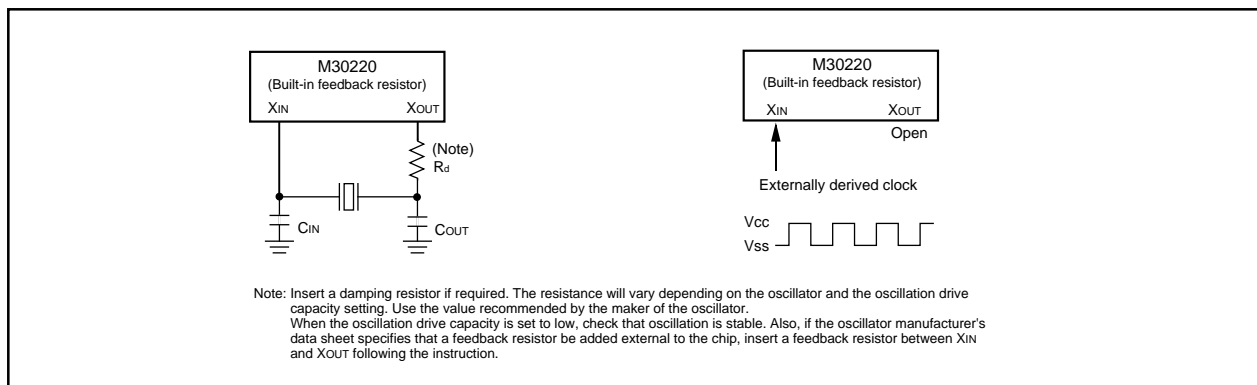 M30220
(Built-in feedback resistor)
XIN XOUT
(Note)
Rd
CIN
COUT
M30220
(Built-in feedback resistor)
XIN XOUT
Open
Externally derived clock
Vcc
Vss
Note: Insert a damping resistor if required. The resistance will vary depending on the oscillator and the oscillation drive
capacity setting. Use the value recommended by the maker of the oscillator.
When the oscillation drive capacity is set to low, check that oscillation is stable. Also, if the oscillator manufacturer's
data sheet specifies that a feedback resistor be added external to the chip, insert a feedback resistor between XIN
and XOUT following the instruction.